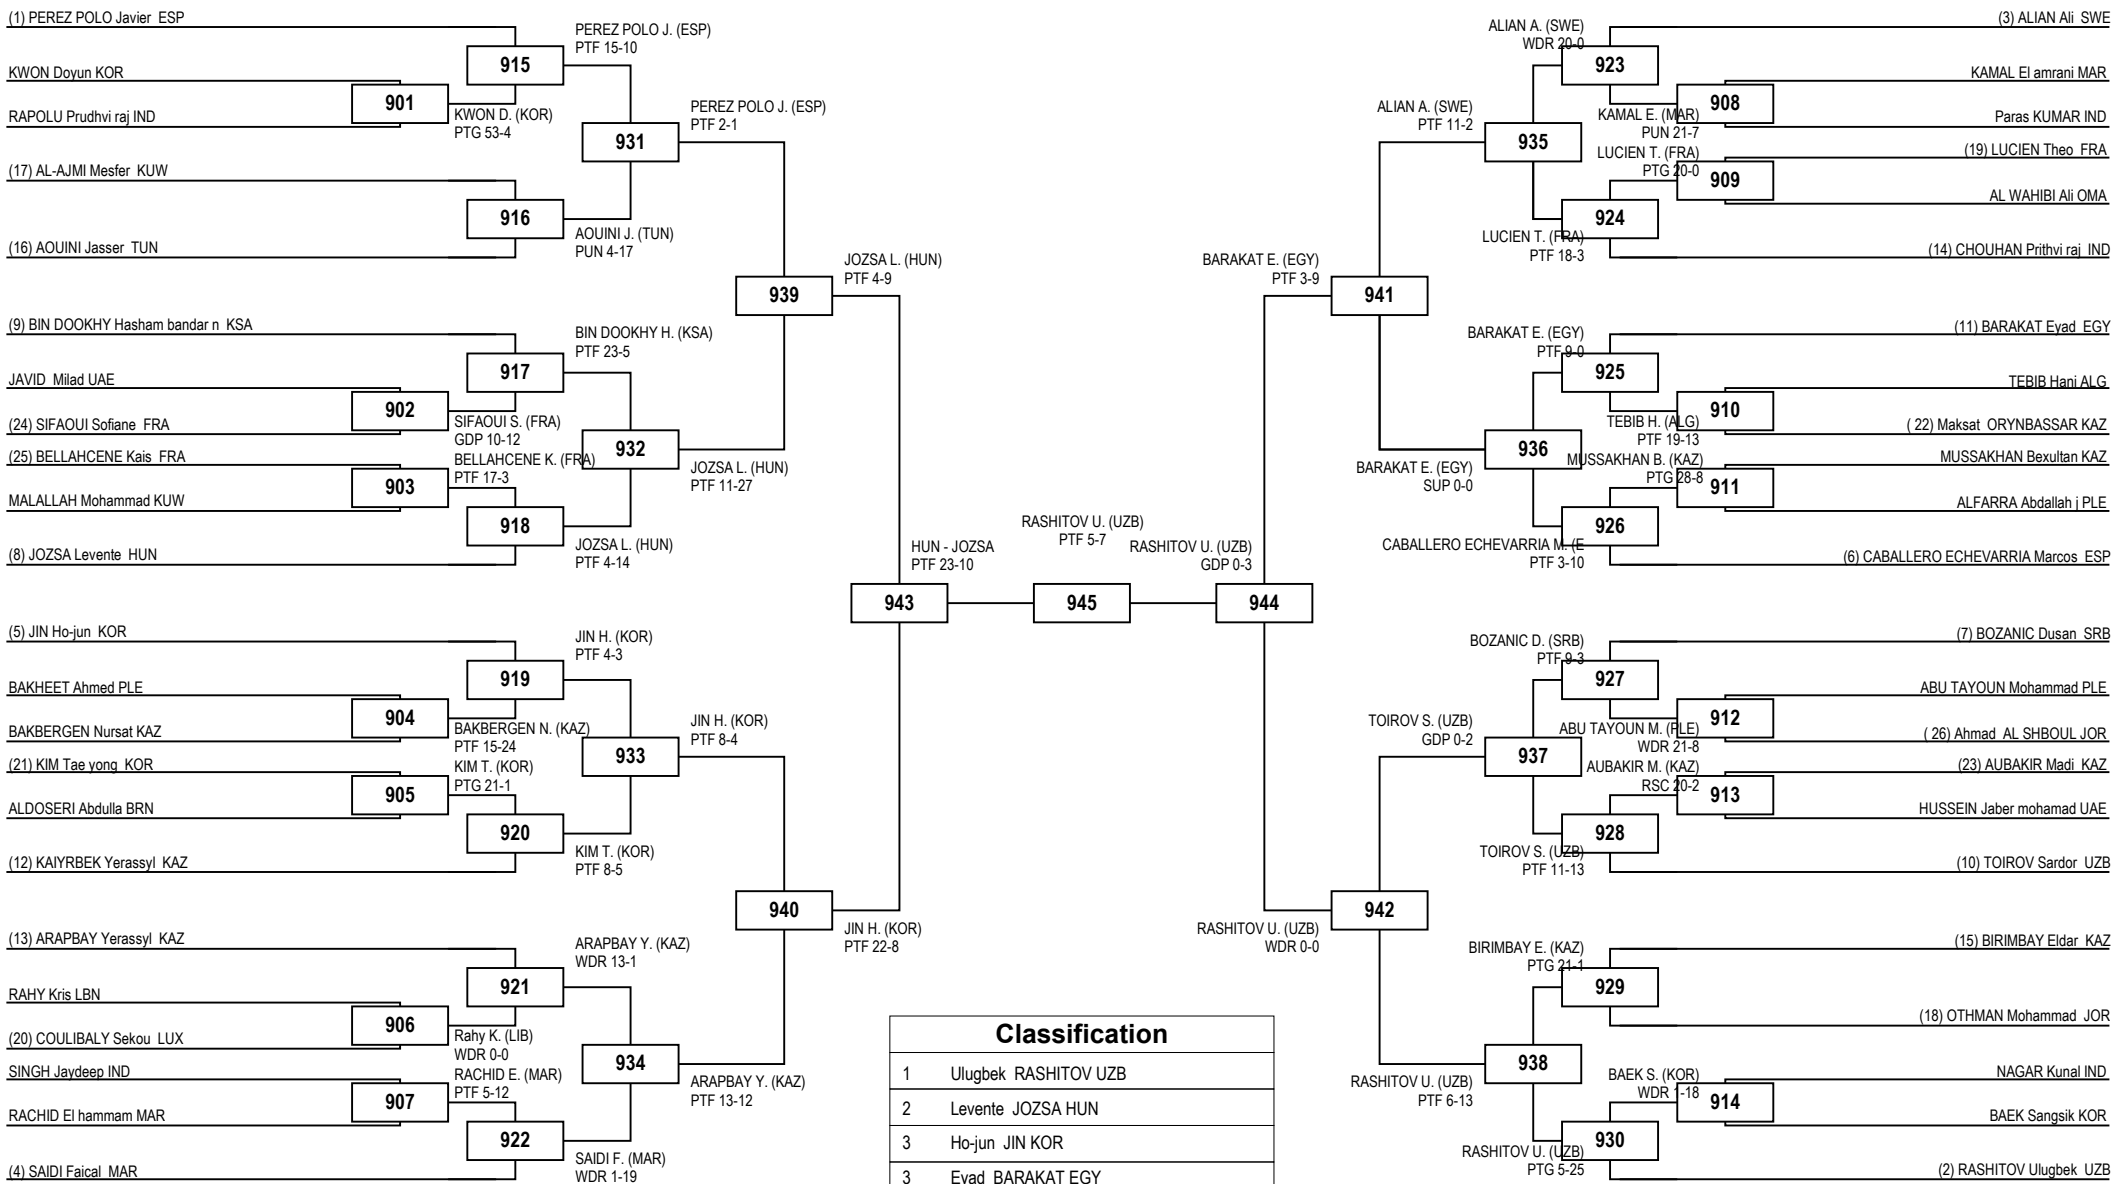 (1) PEREZ POLO Javier ESP
KWON Doyun KOR
RAPOLU Prudhvi raj IND
(17) AL-AJMI Mesfer KUW
(16) AOUINI Jasser TUN
(9) BIN DOOKHY Hasham bandar n KSA
JAVID Milad UAE
(24) SIFAOUI Sofiane FRA
(25) BELLAHCENE Kais FRA
MALALLAH Mohammad KUW
(8) JOZSA Levente HUN
(5) JIN Ho-jun KOR
BAKHEET Ahmed PLE
BAKBERGEN Nursat KAZ
(21) KIM Tae yong KOR
ALDOSERI Abdulla BRN
(12) KAIYRBEK Yerassyl KAZ
(13) ARAPBAY Yerassyl KAZ
RAHY Kris LBN
(20) COULIBALY Sekou LUX
SINGH Jaydeep IND
RACHID El hammam MAR
(4) SAIDI Faical MAR
901
KWON D. (KOR)
PTG 53-4
902
SIFAOUI S. (FRA)
GDP 10-12
BELLAHCENE K. (FRA)
PTF 17-3
903
904
BAKBERGEN N. (KAZ)
PTF 15-24
KIM T. (KOR)
PTG 21-1
905
906
Rahy K. (LIB)
WDR 0-0
RACHID E. (MAR)
PTF 5-12
907
PEREZ POLO J. (ESP)
PTF 15-10
915
916
AOUINI J. (TUN)
PUN 4-17
BIN DOOKHY H. (KSA)
PTF 23-5
917
918
JOZSA L. (HUN)
PTF 4-14
JIN H. (KOR)
PTF 4-3
919
920
KIM T. (KOR)
PTF 8-5
ARAPBAY Y. (KAZ)
WDR 13-1
921
922
SAIDI F. (MAR)
WDR 1-19
PEREZ POLO J. (ESP)
PTF 2-1
931
932
JOZSA L. (HUN)
PTF 11-27
JIN H. (KOR)
PTF 8-4
933
934
ARAPBAY Y. (KAZ)
PTF 13-12
JOZSA L. (HUN)
PTF 4-9
939
940
JIN H. (KOR)
PTF 22-8
HUN - JOZSA
PTF 23-10
943
RASHITOV U. (UZB)
PTF 5-7
945
RASHITOV U. (UZB)
GDP 0-3
944
BARAKAT E. (EGY)
PTF 3-9
941
RASHITOV U. (UZB)
WDR 0-0
942
ALIAN A. (SWE)
PTF 11-2
935
BARAKAT E. (EGY)
SUP 0-0
936
TOIROV S. (UZB)
GDP 0-2
937
RASHITOV U. (UZB)
PTF 6-13
938
ALIAN A. (SWE)
WDR 20-0
923
LUCIEN T. (FRA)
PTF 18-3
924
BARAKAT E. (EGY)
PTF 9-0
925
CABALLERO ECHEVARRIA M. (E
PTF 3-10
926
BOZANIC D. (SRB)
PTF 9-3
927
TOIROV S. (UZB)
PTF 11-13
928
BIRIMBAY E. (KAZ)
PTG 21-1
929
RASHITOV U. (UZB)
PTG 5-25
930
KAMAL E. (MAR)
PUN 21-7
908
LUCIEN T. (FRA)
PTG 20-0
909
TEBIB H. (ALG)
PTF 19-13
910
MUSSAKHAN B. (KAZ)
PTG 28-8
911
ABU TAYOUN M. (PLE)
WDR 21-8
912
AUBAKIR M. (KAZ)
RSC 20-2
913
BAEK S. (KOR)
WDR 1-18
914
(3) ALIAN Ali SWE
KAMAL El amrani MAR
Paras KUMAR IND
(19) LUCIEN Theo FRA
AL WAHIBI Ali OMA
(14) CHOUHAN Prithvi raj IND
(11) BARAKAT Eyad EGY
TEBIB Hani ALG
( 22) Maksat ORYNBASSAR KAZ
MUSSAKHAN Bexultan KAZ
ALFARRA Abdallah j PLE
(6) CABALLERO ECHEVARRIA Marcos ESP
(7) BOZANIC Dusan SRB
ABU TAYOUN Mohammad PLE
( 26) Ahmad AL SHBOUL JOR
(23) AUBAKIR Madi KAZ
HUSSEIN Jaber mohamad UAE
(10) TOIROV Sardor UZB
(15) BIRIMBAY Eldar KAZ
(18) OTHMAN Mohammad JOR
NAGAR Kunal IND
BAEK Sangsik KOR
(2) RASHITOV Ulugbek UZB
Classification
1 Ulugbek RASHITOV UZB
2 Levente JOZSA HUN
3 Ho-jun JIN KOR
3 Eyad BARAKAT EGY